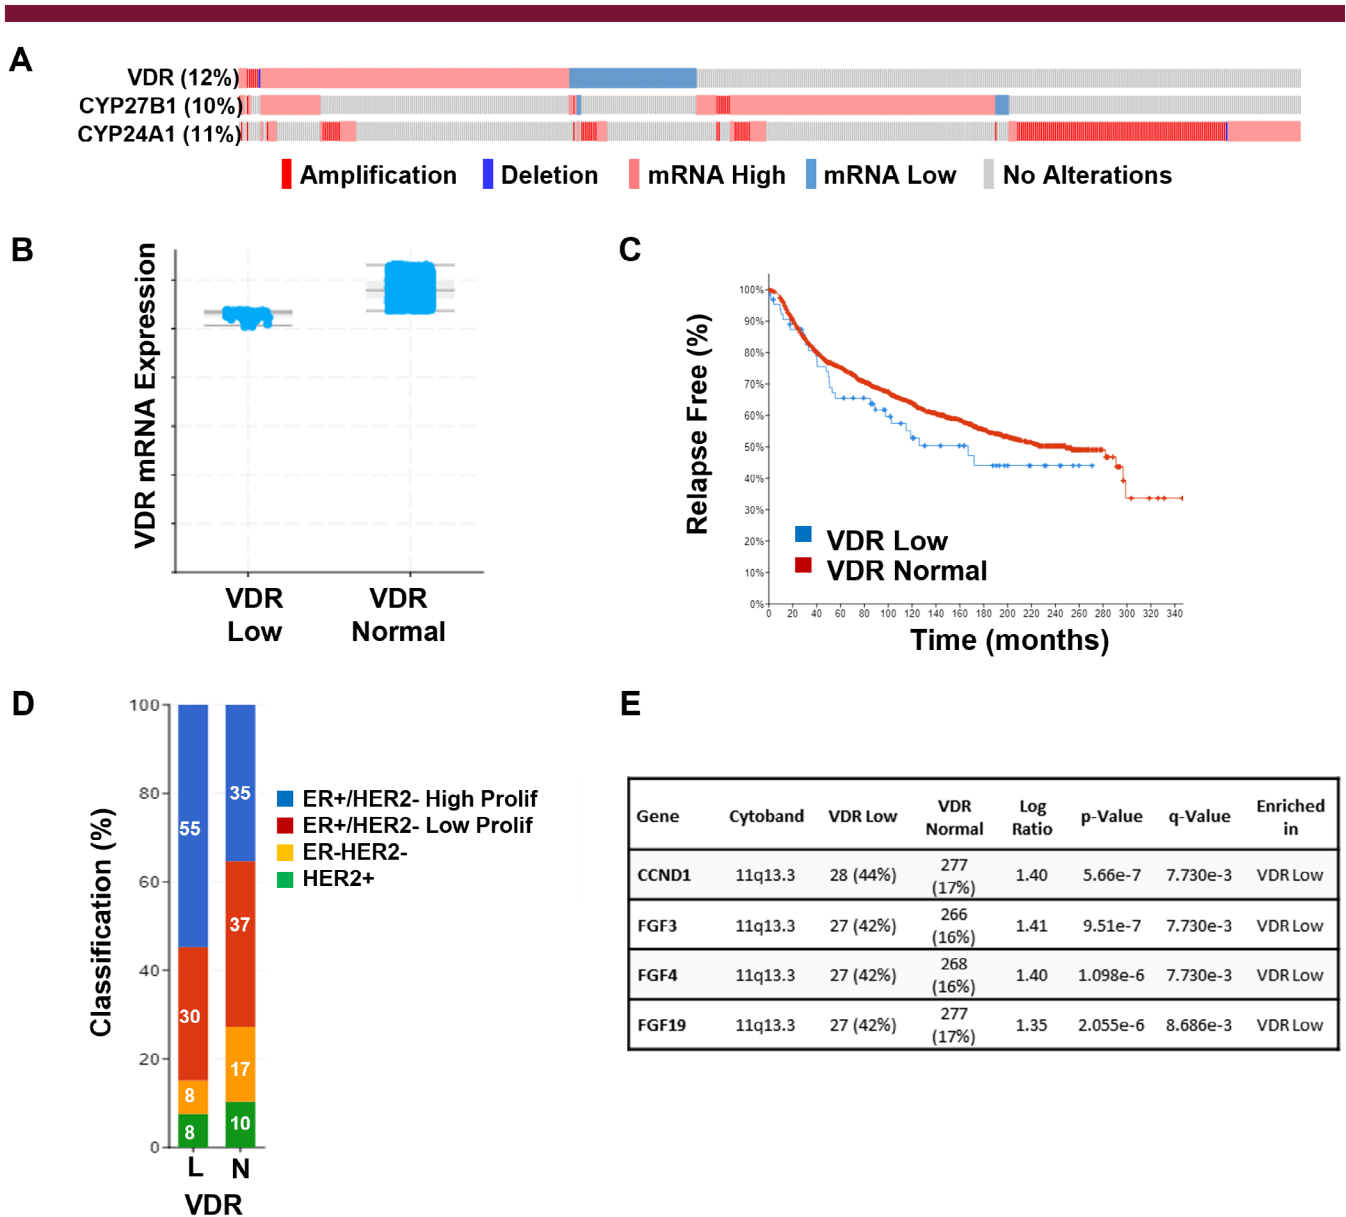 A
VDR (12%)
CYP27B1 (10%)
CYP24A1 (11%)
Amplification Deletion mRNA High mRNA Low No Alterations
B
VDR mRNA Expression
VDR Low
VDR Normal
C
Relapse Free (%)
100%
90%
80%
70%
60%
50%
40%
30%
20%
10%
0%
0 20 40 60 80 100 120 140 160 180 200 220 240 260 280 300 320 340
VDR Low
VDR Normal
Time (months)
D
Classification (%)
100
80
60
40
20
0
55
30
8
8
35
37
17
10
L N
VDR
ER+/HER2- High Prolif
ER+/HER2- Low Prolif
ER-HER2-
HER2+
E
Gene Cytoband VDR Low VDR Normal Log Ratio p-Value q-Value Enriched in
CCND1 11q13.3 28 (44%) 277 (17%) 1.40 5.66e-7 7.730e-3 VDR Low
FGF3 11q13.3 27 (42%) 266 (16%) 1.41 9.51e-7 7.730e-3 VDR Low
FGF4 11q13.3 27 (42%) 268 (16%) 1.40 1.098e-6 7.730e-3 VDR Low
FGF19 11q13.3 27 (42%) 277 (17%) 1.35 2.055e-6 8.686e-3 VDR Low